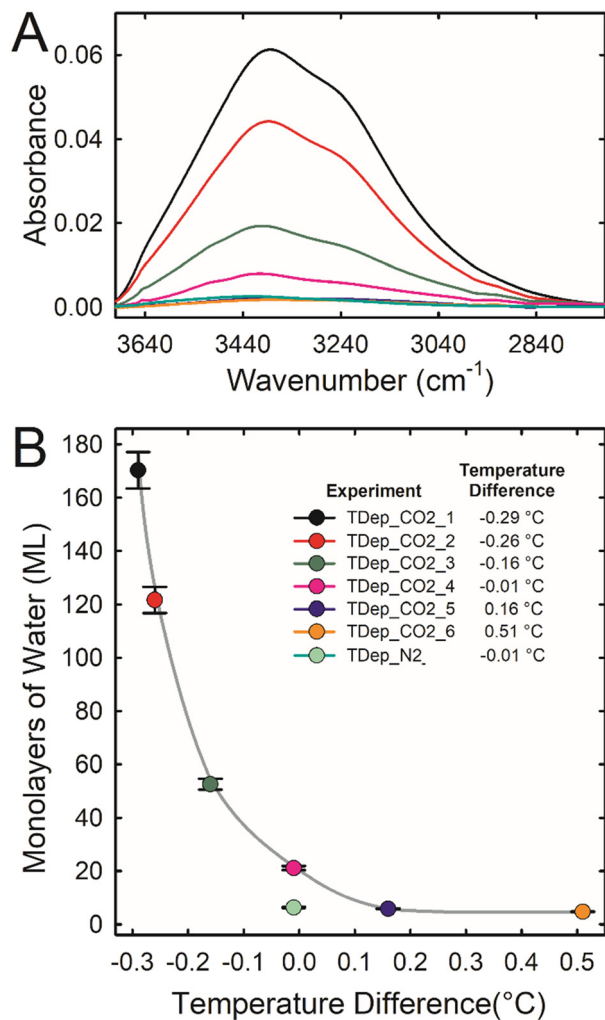 A
0.06
0.04
0.02
0.00
Absorbance
3640 3440 3240 3040 2840
Wavenumber (cm-1)
B
180
160
140
120
100
80
60
40
20
0
Monolayers of Water (ML)
Experiment Temperature Difference
TDep_CO2_1 -0.29 °C
TDep_CO2_2 -0.26 °C
TDep_CO2_3 -0.16 °C
TDep_CO2_4 -0.01 °C
TDep_CO2_5 0.16 °C
TDep_CO2_6 0.51 °C
TDep_N2_ -0.01 °C
-0.3 -0.2 -0.1 0.0 0.1 0.2 0.3 0.4 0.5
Temperature Difference(°C)